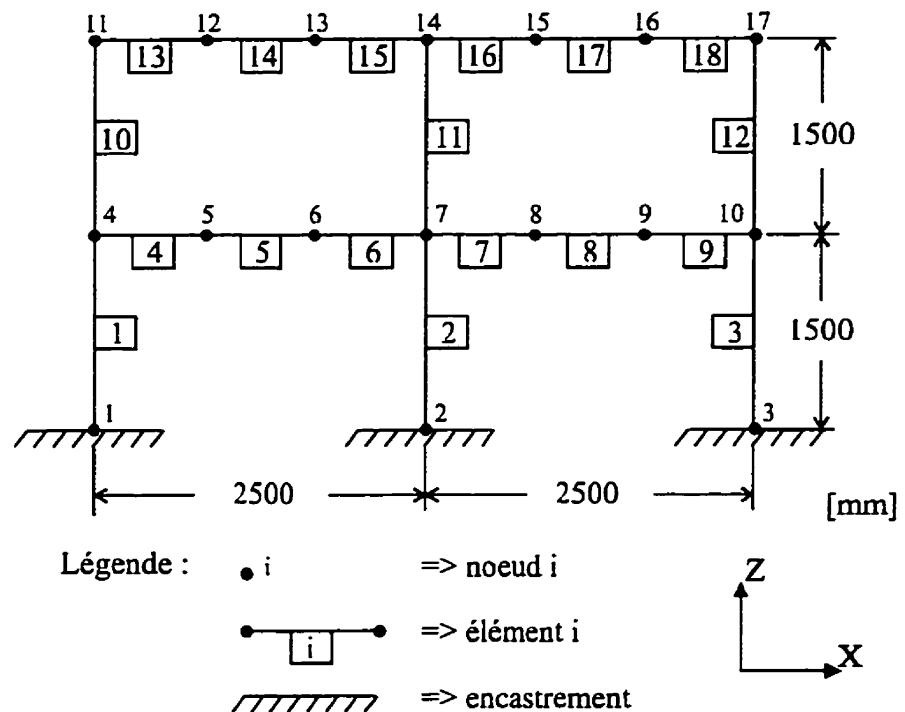 11 12 13 14 15 16 17
13 14 15 16 17 18
10 11 12 1500
4 5 6 7 8 9 10
4 5 6 7 8 9
1 2 3 1500
1 2 3
2500 2500
[mm]
Légende : i => noeud i
i => élément i
=> encastrement
Z
X